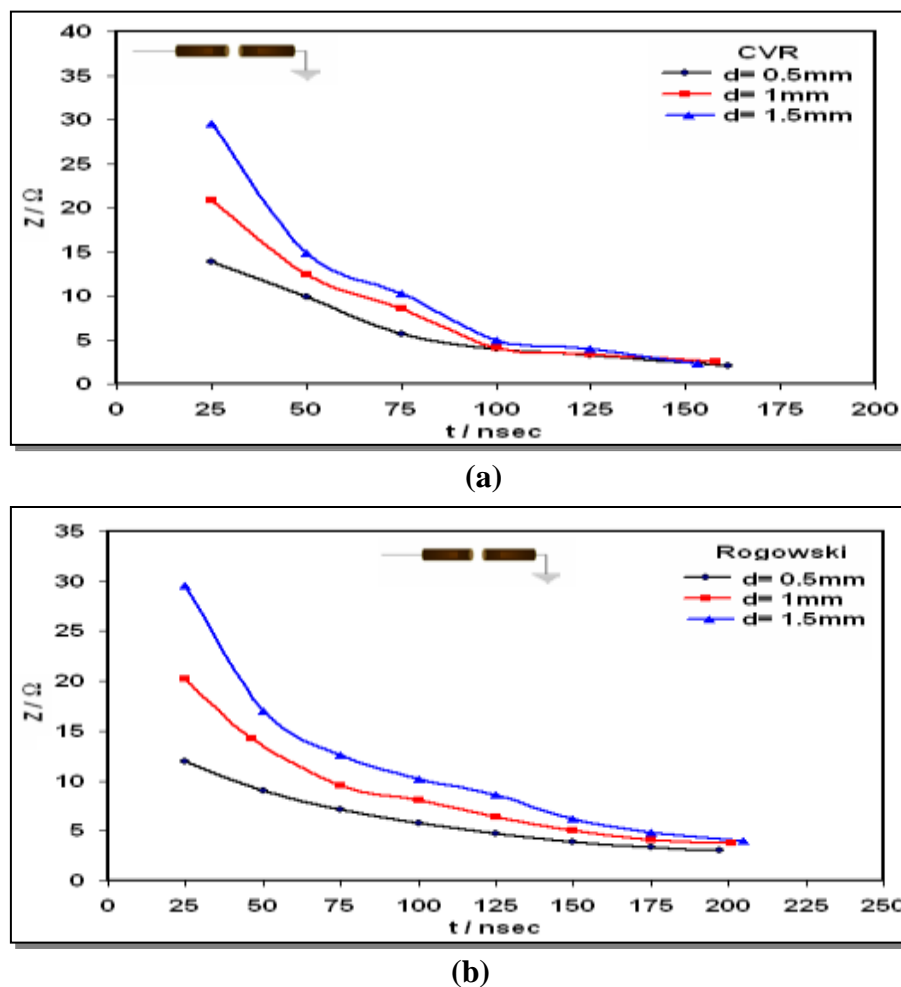 40
35
30
25
20
15
10
5
0
Z / Ω
CVR
d= 0.5mm
d= 1mm
d= 1.5mm
0 25 50 75 100 125 150 175 200
t / nsec
(a)
35
30
25
20
15
10
5
0
Z / Ω
Rogowski
d= 0.5mm
d= 1mm
d= 1.5mm
0 25 50 75 100 125 150 175 200 225 250
t / nsec
(b)